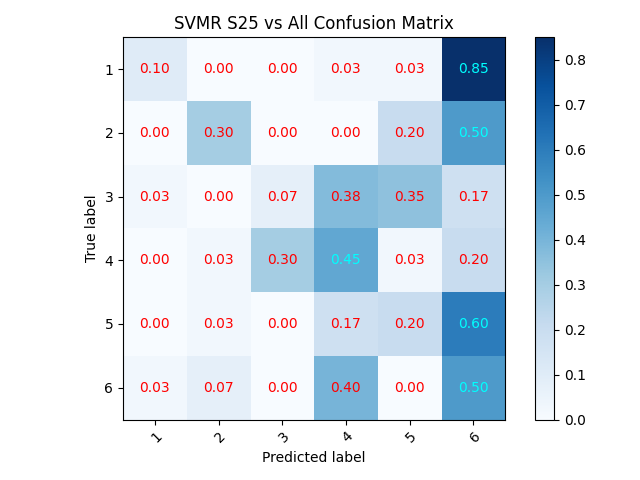 SVMR S25 vs All Confusion Matrix
1 0.10 0.00 0.00 0.03 0.03 0.85
2 0.00 0.30 0.00 0.00 0.20 0.50
3 0.03 0.00 0.07 0.38 0.35 0.17
4 0.00 0.03 0.30 0.45 0.03 0.20
5 0.00 0.03 0.00 0.17 0.20 0.60
6 0.03 0.07 0.00 0.40 0.00 0.50
1 2 3 4 5 6
Predicted label
True label
0.8
0.7
0.6
0.5
0.4
0.3
0.2
0.1
0.0